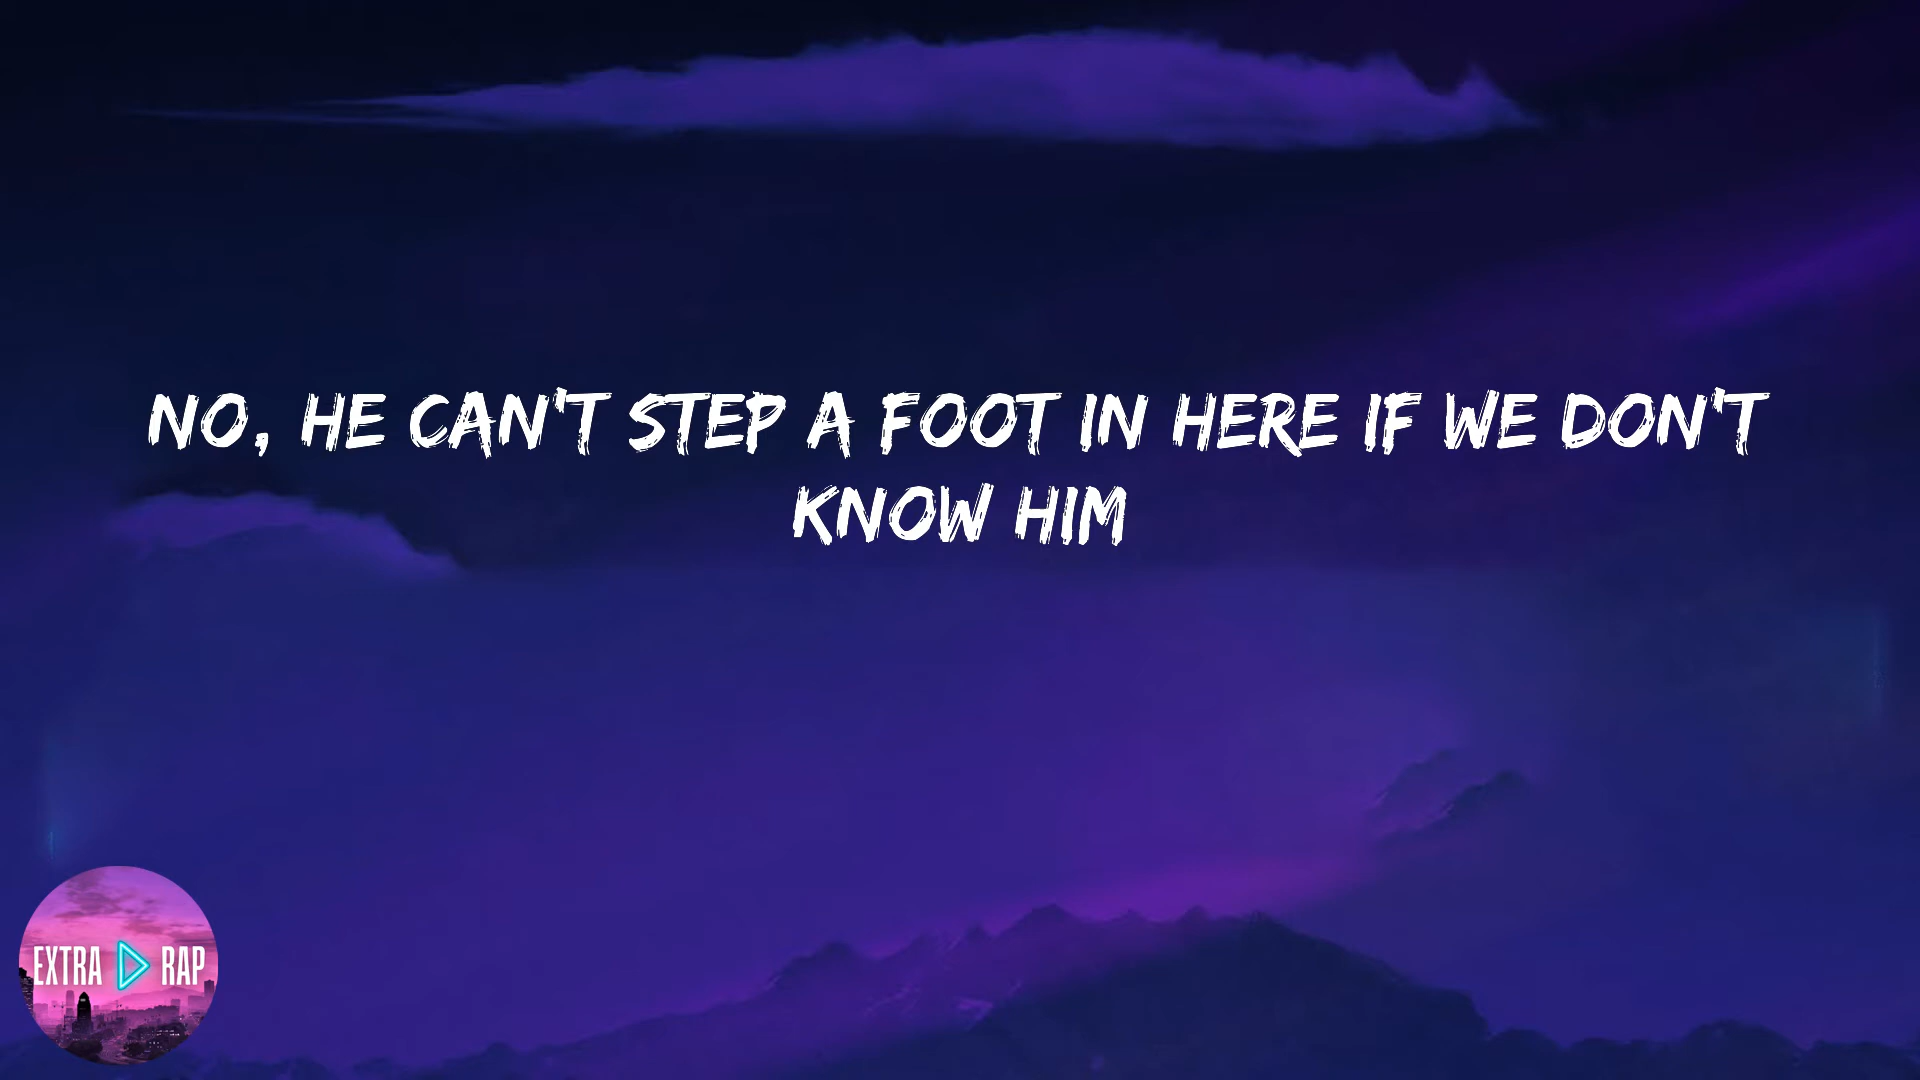 NO, HE CAN'T STEP A FOOT IN HERE IF WE DON'T
KNOW HIM
EXTRA RAP